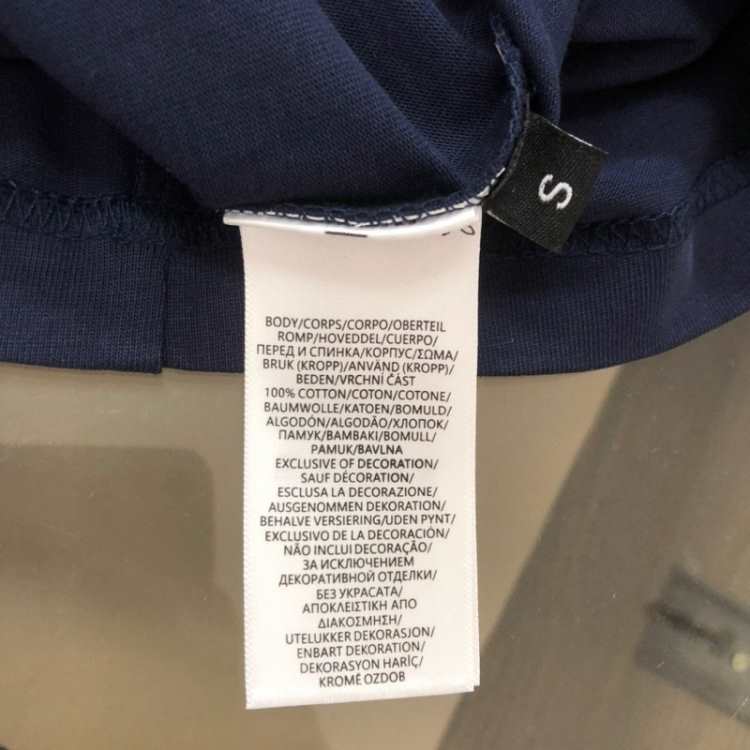 S
BODY/CORPS/CORPO/OBERTEIL
ROMP/HOVEDDEL/CUERPO/
ПЕРЕД И СПИНКА/КОРПУС/ΣΩΜΑ/
BRUK (KROPP)/ANVÄND (KROPP)/
BEDEN/VRCHNÍ ČÁST
100% COTTON/COTON/COTONE/
BAUMWOLLE/KATOEN/BOMULD/
ALGODÓN/ALGODÃO/ХЛОПОК/
ПАМУК/BAMBAKI/BOMULL/
PAMUK/BAVLNA
EXCLUSIVE OF DECORATION/
SAUF DÉCORATION/
ESCLUSA LA DECORAZIONE/
AUSGENOMMEN DEKORATION/
BEHALVE VERSIERING/UDEN PYNT/
EXCLUSIVO DE LA DECORACIÓN/
NÃO INCLUI DECORAÇÃO/
ЗА ИСКЛЮЧЕНИЕМ
ДЕКОРАТИВНОЙ ОТДЕЛКИ/
БЕЗ УКРАСАТА/
ΑΠΟΚΛΕΙΣΤΙΚΗ ΑΠΟ
ΔΙΑΚΟΣΜΗΣΗ/
UTELUKKER DEKORASJON/
ENBART DEKORATION/
DEKORASYON HARİÇ/
KROMĚ OZDOB